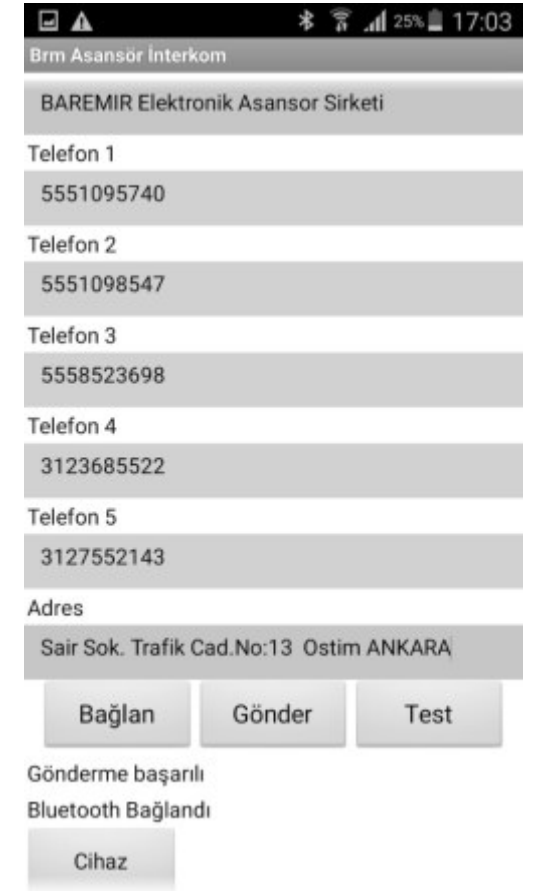 25% 17:03
Brm Asansör İnterkom
BAREMIR Elektronik Asansor Sirketi
Telefon 1
5551095740
Telefon 2
5551098547
Telefon 3
5558523698
Telefon 4
3123685522
Telefon 5
3127552143
Adres
Sair Sok. Trafik Cad.No:13 Ostim ANKARA
Bağlan Gönder Test
Gönderme başarılı
Bluetooth Bağlandı
Cihaz